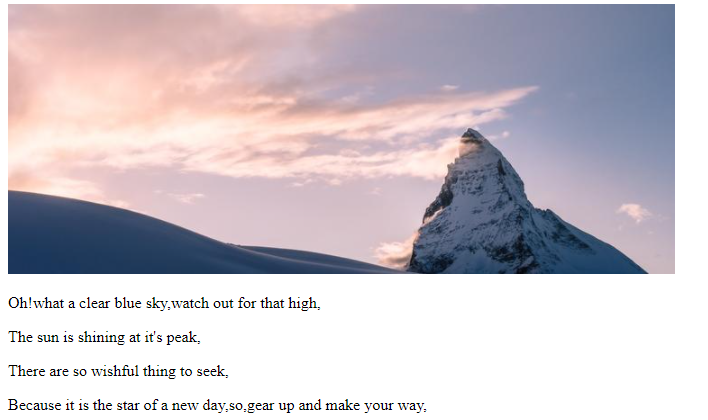 Oh!what a clear blue sky,watch out for that high,
The sun is shining at it's peak,
There are so wishful thing to seek,
Because it is the star of a new day,so,gear up and make your way,